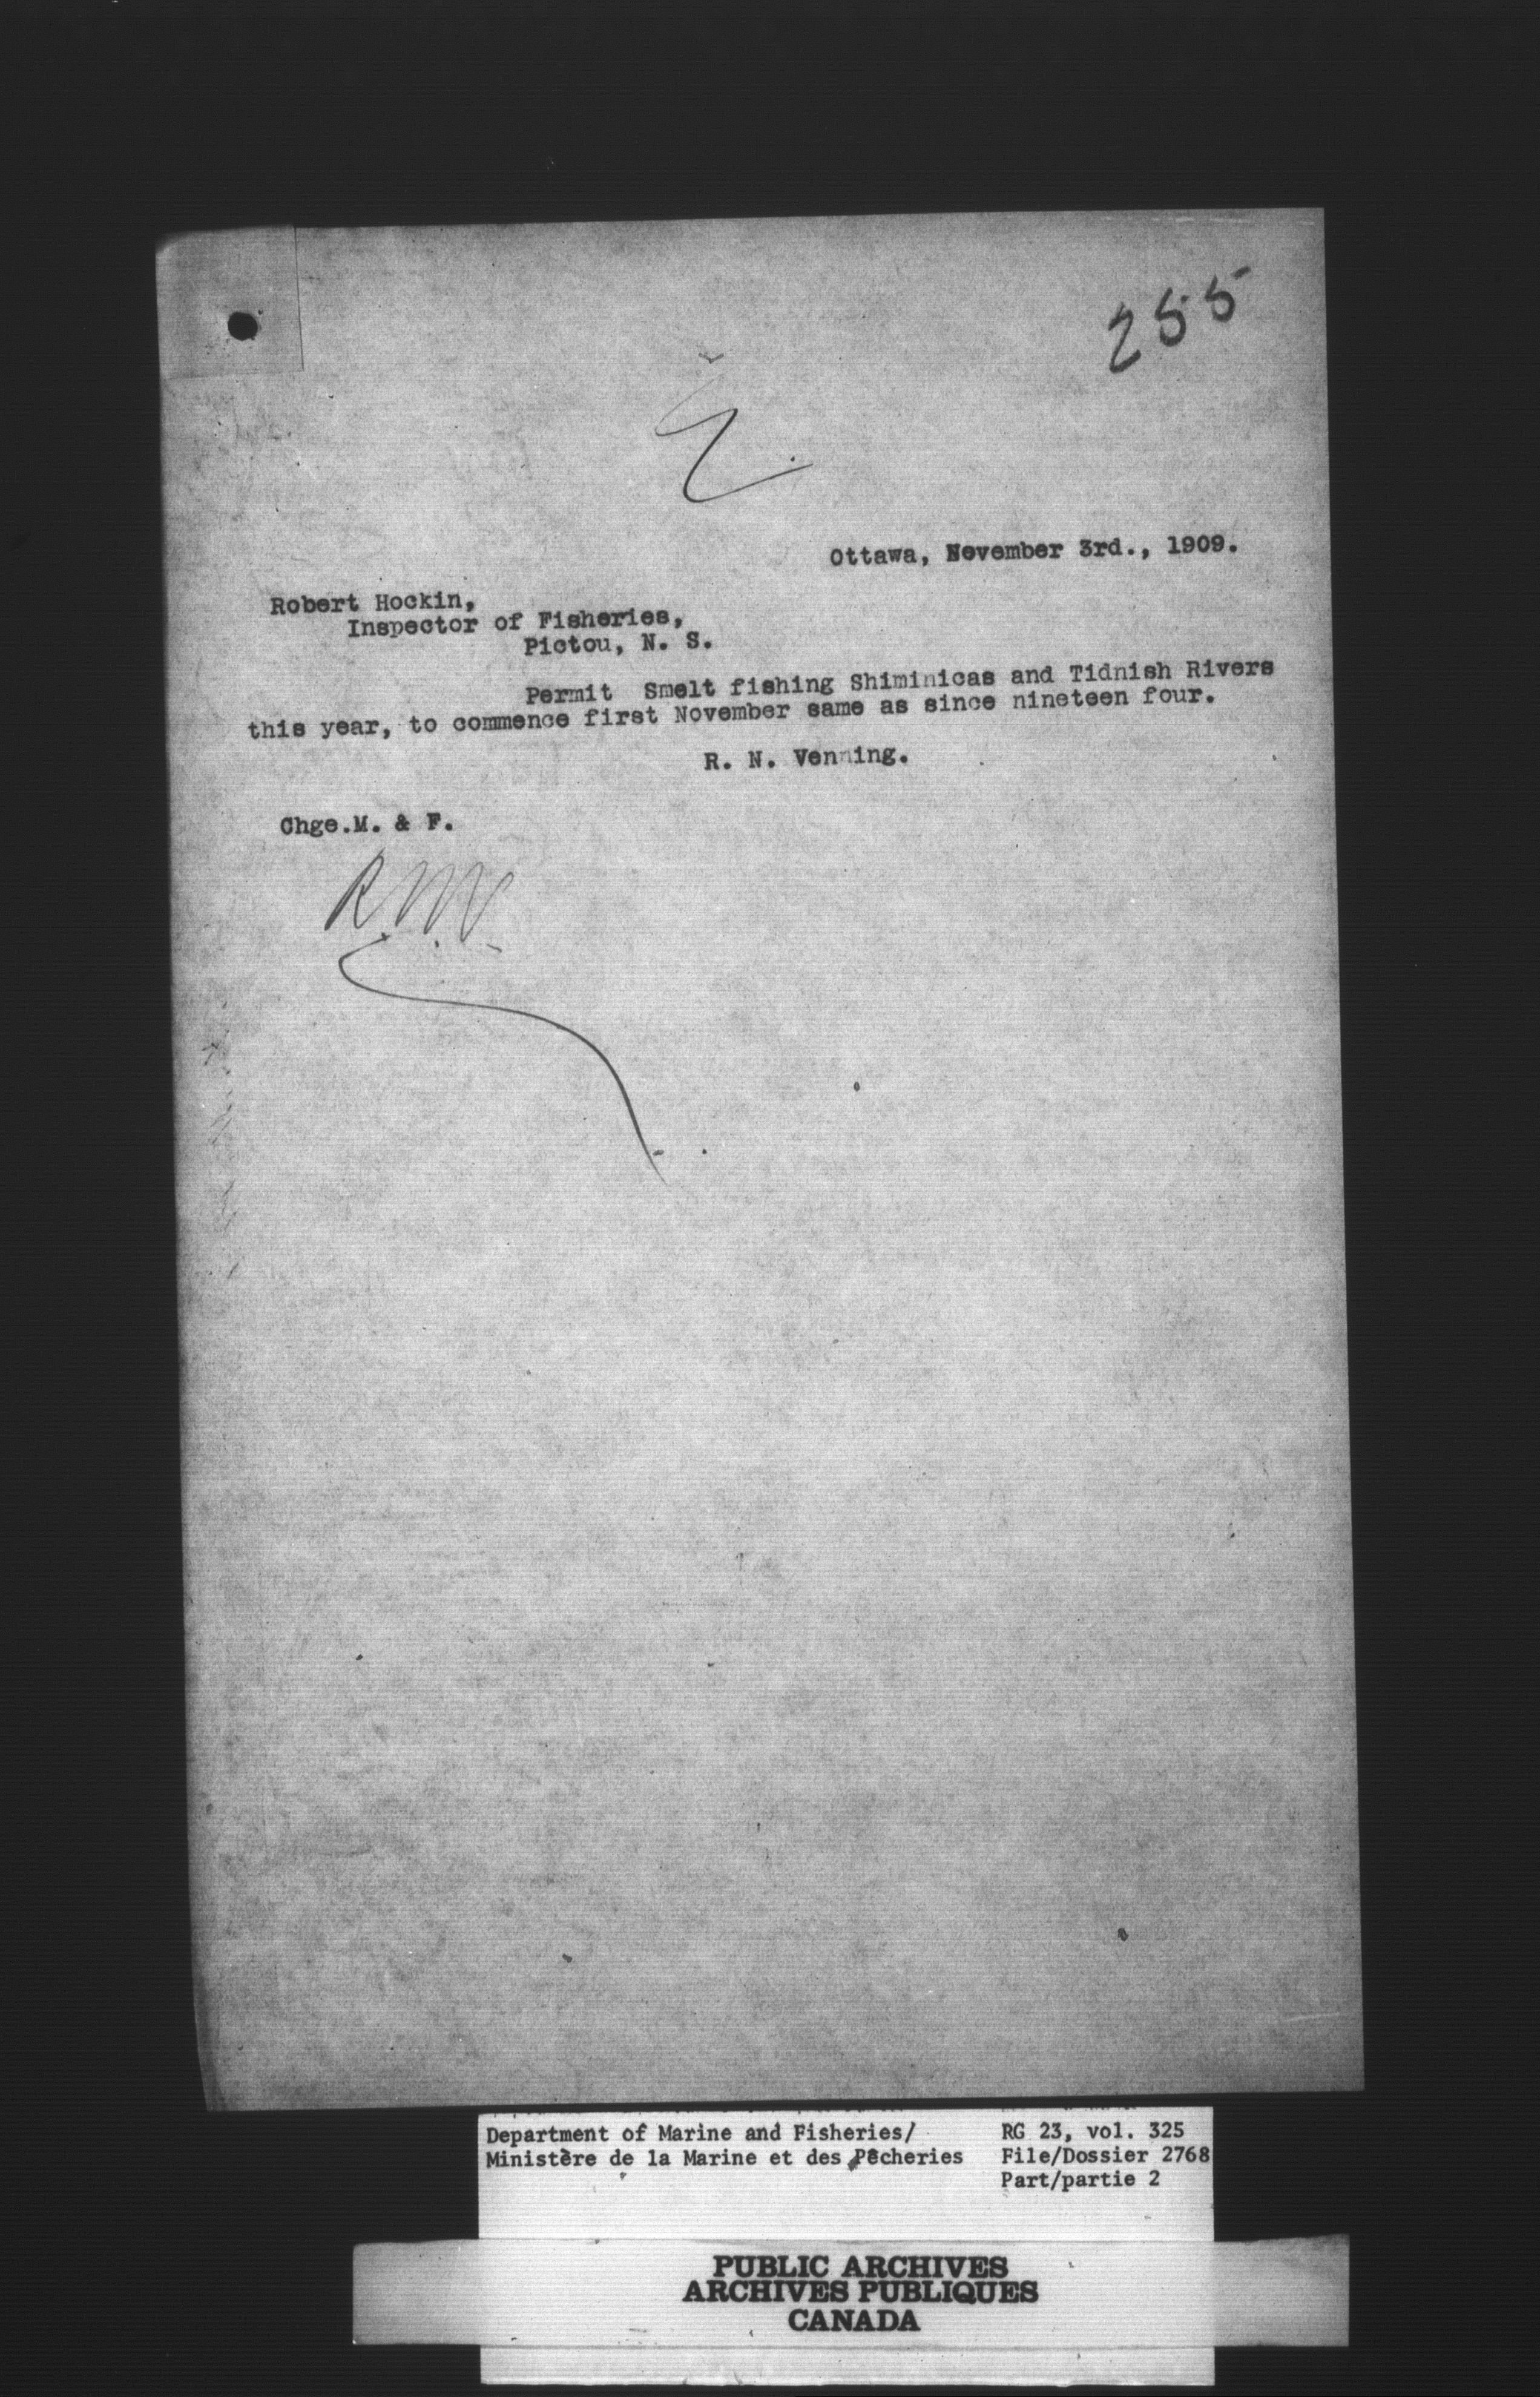 255
Ottawa, November 3rd., 1909.
Robert Hockin,
Inspector of Fisheries,
Pictou, N. S.
Permit Smelt fishing Shiminicas and Tidnish Rivers
this year, to commence first November same as since nineteen four.
R. N. Venning.
Chge.M. & F.
R.N.V.
Department of Marine and Fisheries/
Ministère de la Marine et des Pêcheries
RG 23, vol. 325
File/Dossier 2768
Part/partie 2
PUBLIC ARCHIVES
ARCHIVES PUBLIQUES
CANADA